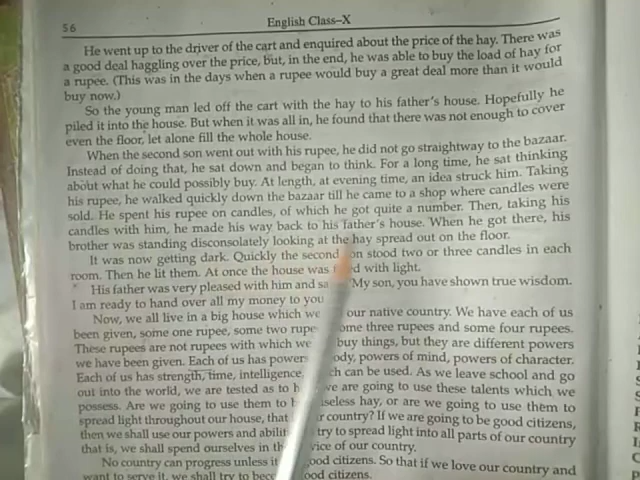 56
English Class–X
He went up to the driver of the cart and enquired about the price of the hay. There was
a good deal haggling over the price, but, in the end, he was able to buy the load of hay for
a rupee. (This was in the days when a rupee would buy a great deal more than it would
buy now.)
So the young man led off the cart with the hay to his father's house. Hopefully he
piled it into the house. But when it was all in, he found that there was not enough to cover
even the floor, let alone fill the whole house.
When the second son went out with his rupee, he did not go straightway to the bazaar.
Instead of doing that, he sat down and began to think. For a long time, he sat thinking
about what he could possibly buy. At length, at evening time, an idea struck him. Taking
his rupee, he walked quickly down the bazaar till he came to a shop where candles were
sold. He spent his rupee on candles, of which he got quite a number. Then, taking his
candles with him, he made his way back to his father's house. When he got there, his
brother was standing disconsolately looking at the hay spread out on the floor.
It was now getting dark. Quickly the second son stood two or three candles in each
room. Then he lit them. At once the house was with light.
His father was very pleased with him and "My son, you have shown true wisdom.
I am ready to hand over all my money to you
Now, we all live in a big house which we our native country. We have each of us
been given, some one rupee, some two some three rupees and some four rupees.
These rupees are not rupees with which we buy things, but they are different powers
we have been given. Each of us has powers body, powers of mind, powers of character.
Each of us has strength, time, intelligence. can be used. As we leave school and go
out into the world, we are tested as to we are going to use these talents which we
possess. Are we going to use them to useless hay, or are we going to use them to
spread light throughout our house, that country? If we are going to be good citizens,
then we shall use our powers and try to spread light into all parts of our country
that is, we shall spend ourselves in the service of our country.
No country can progress unless it good citizens. So that if we love our country and
want to serve it, we shall try to good citizens.